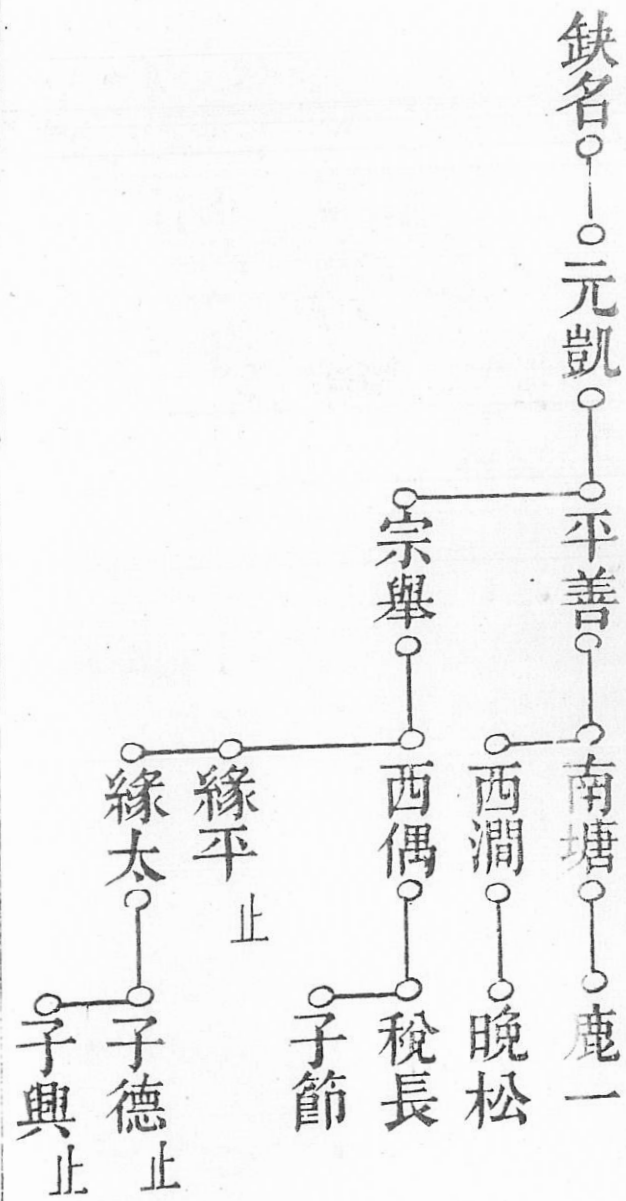 缺名
元凱
平善
宗舉
南塘
西澗
西偶
緣平
止
緣太
鹿一
晚松
稅長
子節
子德
止
子興
止